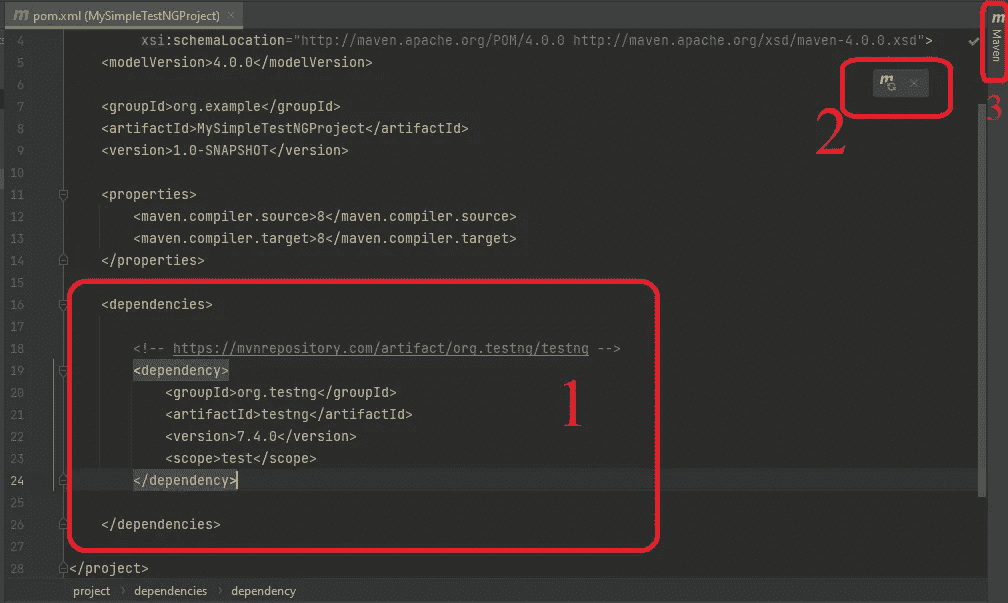 m pom.xml (MySimpleTestNGProject) ×
4 xsi:schemaLocation="http://maven.apache.org/POM/4.0.0 http://maven.apache.org/xsd/maven-4.0.0.xsd">
5 <modelVersion>4.0.0</modelVersion>
6
7 <groupId>org.example</groupId>
8 <artifactId>MySimpleTestNGProject</artifactId>
9 <version>1.0-SNAPSHOT</version>
10
11 <properties>
12 <maven.compiler.source>8</maven.compiler.source>
13 <maven.compiler.target>8</maven.compiler.target>
14 </properties>
15
16 <dependencies>
17
18 <!-- https://mvnrepository.com/artifact/org.testng/testng -->
19 <dependency>
20 <groupId>org.testng</groupId>
21 <artifactId>testng</artifactId>
22 <version>7.4.0</version>
23 <scope>test</scope>
24 </dependency>
25
26 </dependencies>
27
28 </project>
project › dependencies › dependency
1
m ×
2
m Maven
3